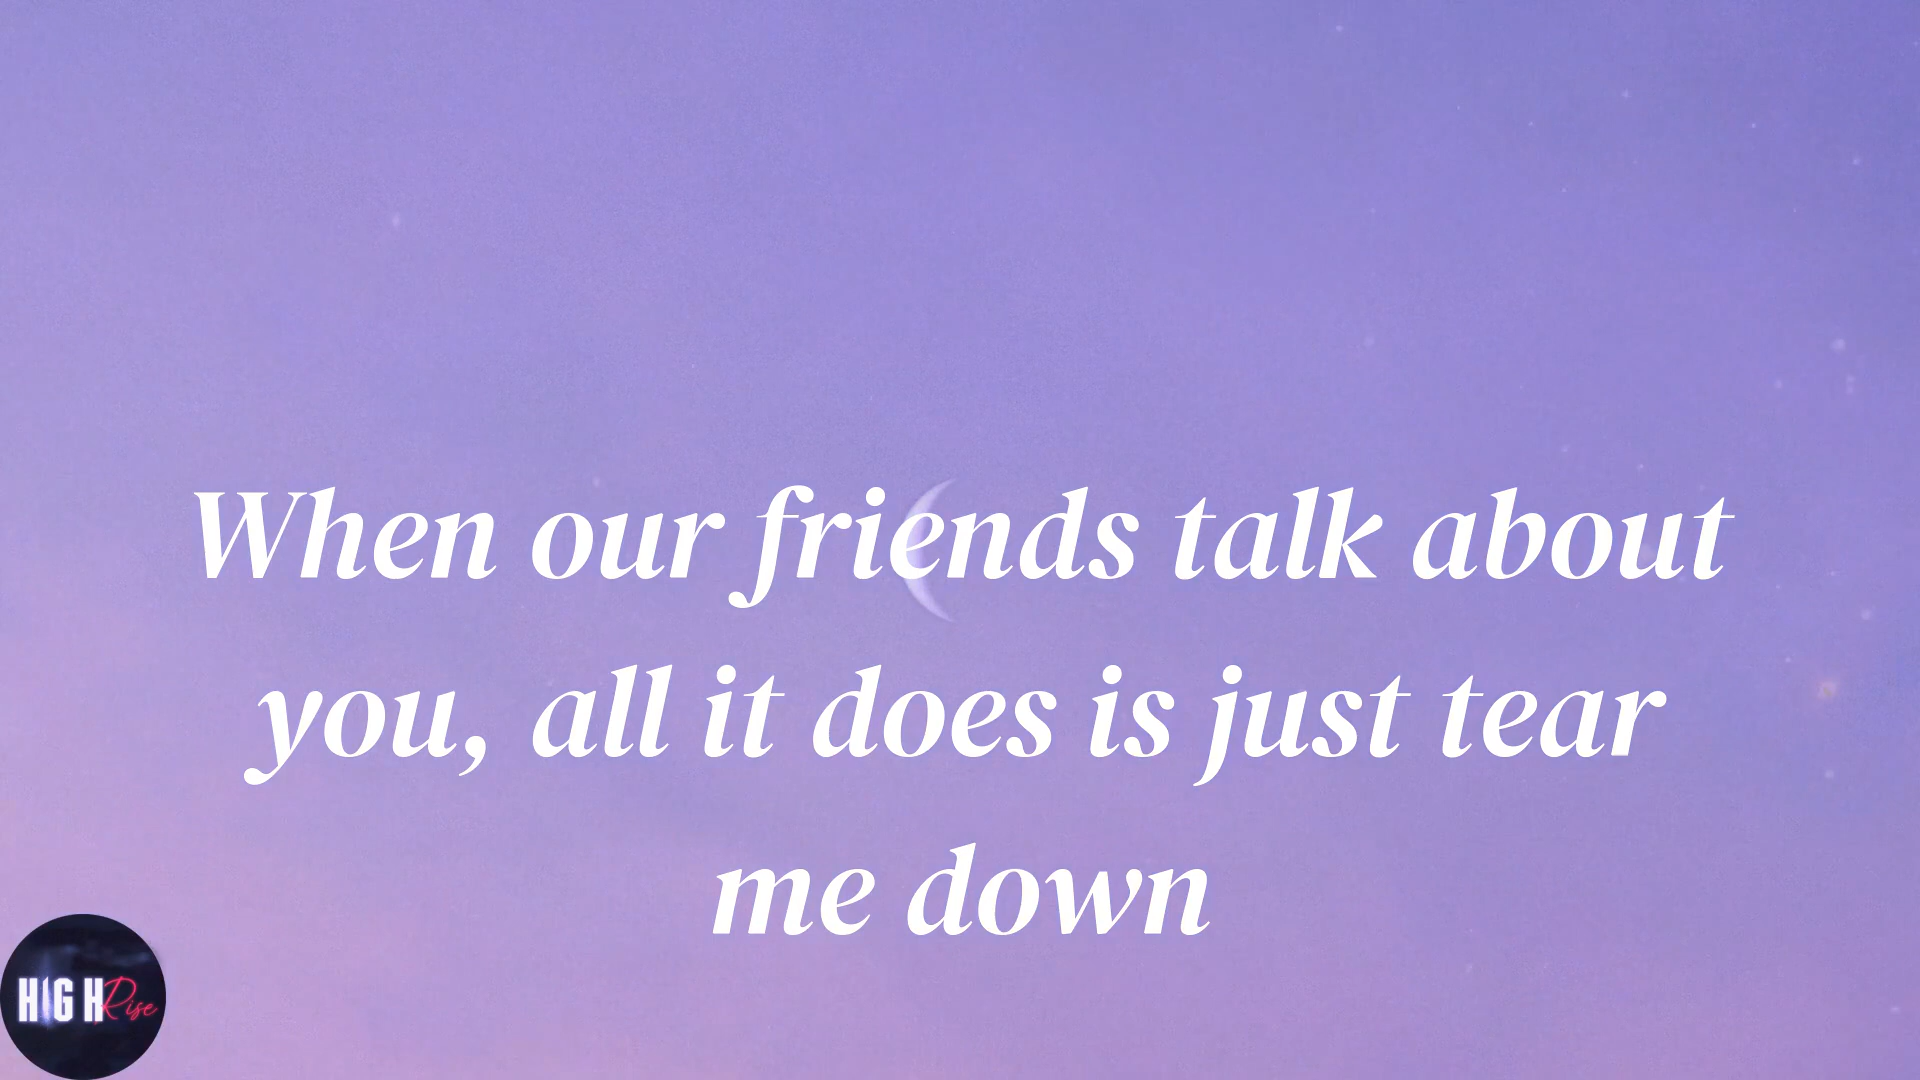 When our friends talk about
you, all it does is just tear
me down
HIGH Rise